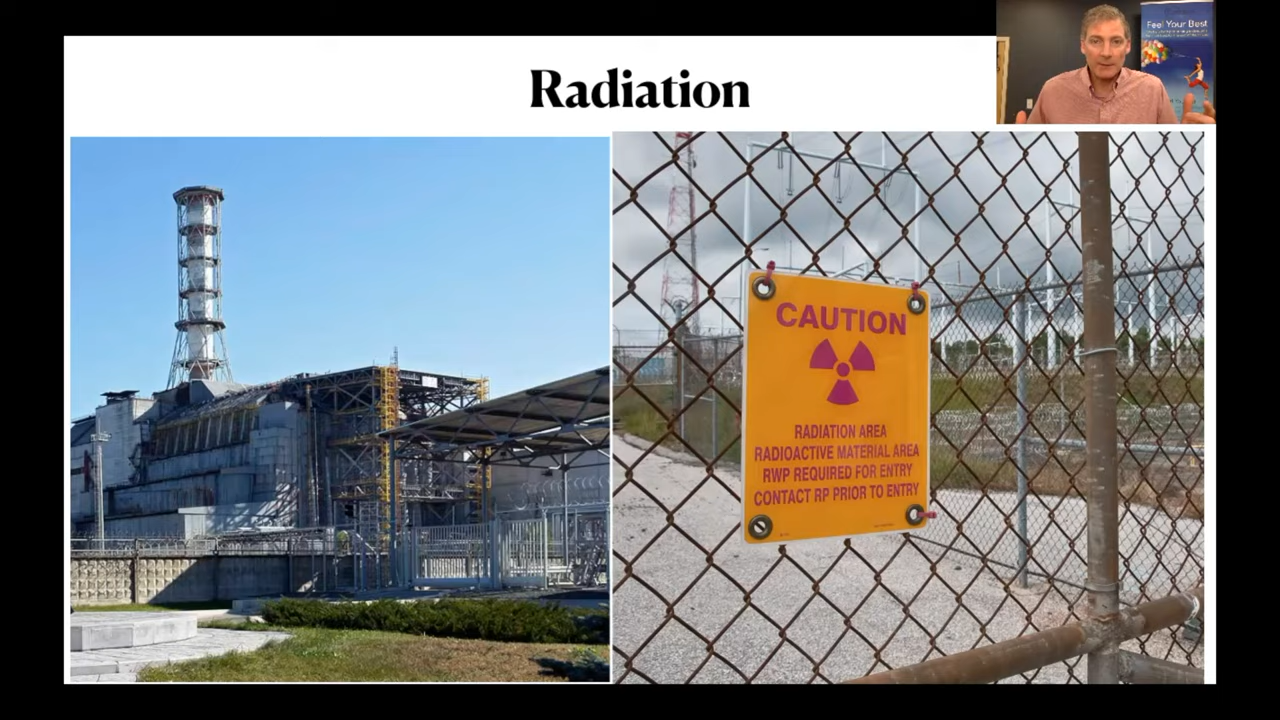 Radiation
Feel Your Best
CAUTION
RADIATION AREA
RADIOACTIVE MATERIAL AREA
RWP REQUIRED FOR ENTRY
CONTACT RP PRIOR TO ENTRY